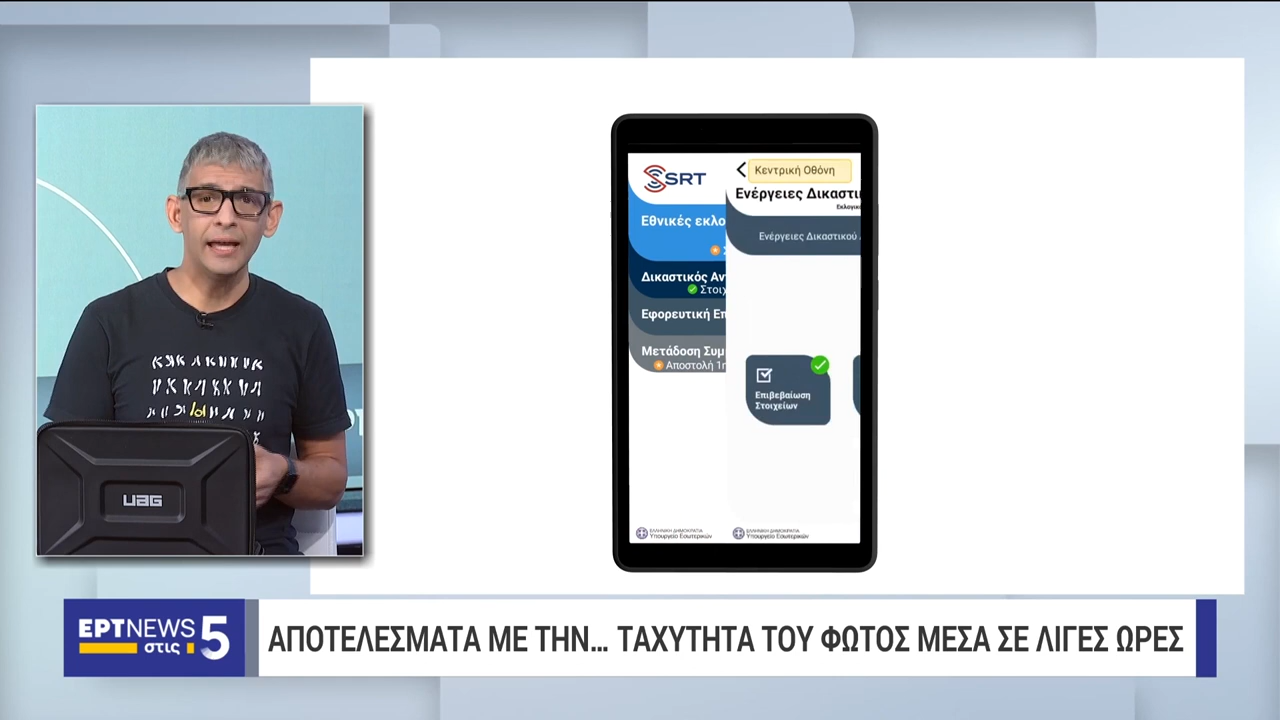 SRT
Εθνικές εκλο
Δικαστικός Αν
Στοιχ
Εφορευτική Επ
Μετάδοση Συμ
Αποστολή 1η
Κεντρική Οθόνη
Ενέργειες Δικαστι
Εκλογικ
Ενέργειες Δικαστικού
Επιβεβαίωση
Στοιχείων
ΕΛΛΗΝΙΚΗ ΔΗΜΟΚΡΑΤΙΑ
Υπουργείο Εσωτερικών
ΕΛΛΗΝΙΚΗ ΔΗΜΟΚΡΑΤΙΑ
Υπουργείο Εσωτερικών
UAG
ΕΡΤNEWS
στις 5
ΑΠΟΤΕΛΕΣΜΑΤΑ ΜΕ ΤΗΝ... ΤΑΧΥΤΗΤΑ ΤΟΥ ΦΩΤΟΣ ΜΕΣΑ ΣΕ ΛΙΓΕΣ ΩΡΕΣ